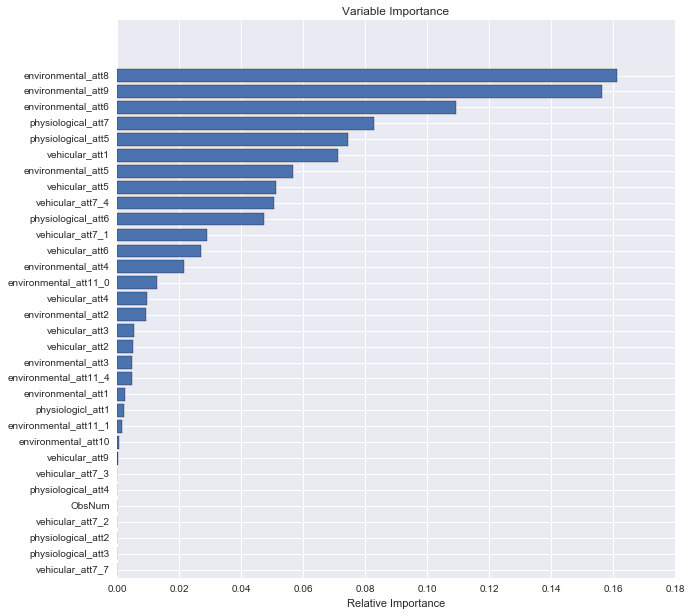 Variable Importance
environmental_att8
environmental_att9
environmental_att6
physiological_att7
physiological_att5
vehicular_att1
environmental_att5
vehicular_att5
vehicular_att7_4
physiological_att6
vehicular_att7_1
vehicular_att6
environmental_att4
environmental_att11_0
vehicular_att4
environmental_att2
vehicular_att3
vehicular_att2
environmental_att3
environmental_att11_4
environmental_att1
physiologicl_att1
environmental_att11_1
environmental_att10
vehicular_att9
vehicular_att7_3
physiological_att4
ObsNum
vehicular_att7_2
physiological_att2
physiological_att3
vehicular_att7_7
0.00 0.02 0.04 0.06 0.08 0.10 0.12 0.14 0.16 0.18
Relative Importance